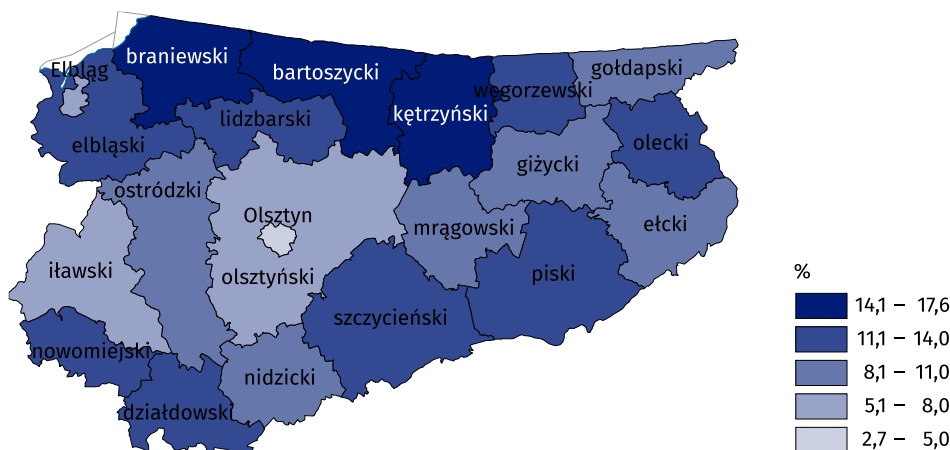 Elbląg
braniewski
bartoszycki
kętrzyński
węgorzewski
gołdapski
lidzbarski
elbląski
olecki
giżycki
ostródzki
Olsztyn
mrągowski
ełcki
iławski
olsztyński
piski
szczycieński
nowomiejski
nidzicki
działdowski
%
14,1 – 17,6
11,1 – 14,0
8,1 – 11,0
5,1 – 8,0
2,7 – 5,0